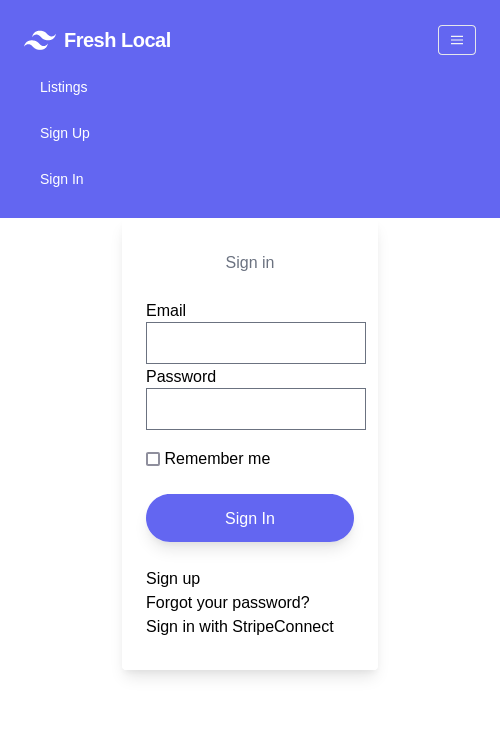 Fresh Local
Listings
Sign Up
Sign In
Sign in
Email
Password
Remember me
Sign In
Sign up
Forgot your password?
Sign in with StripeConnect